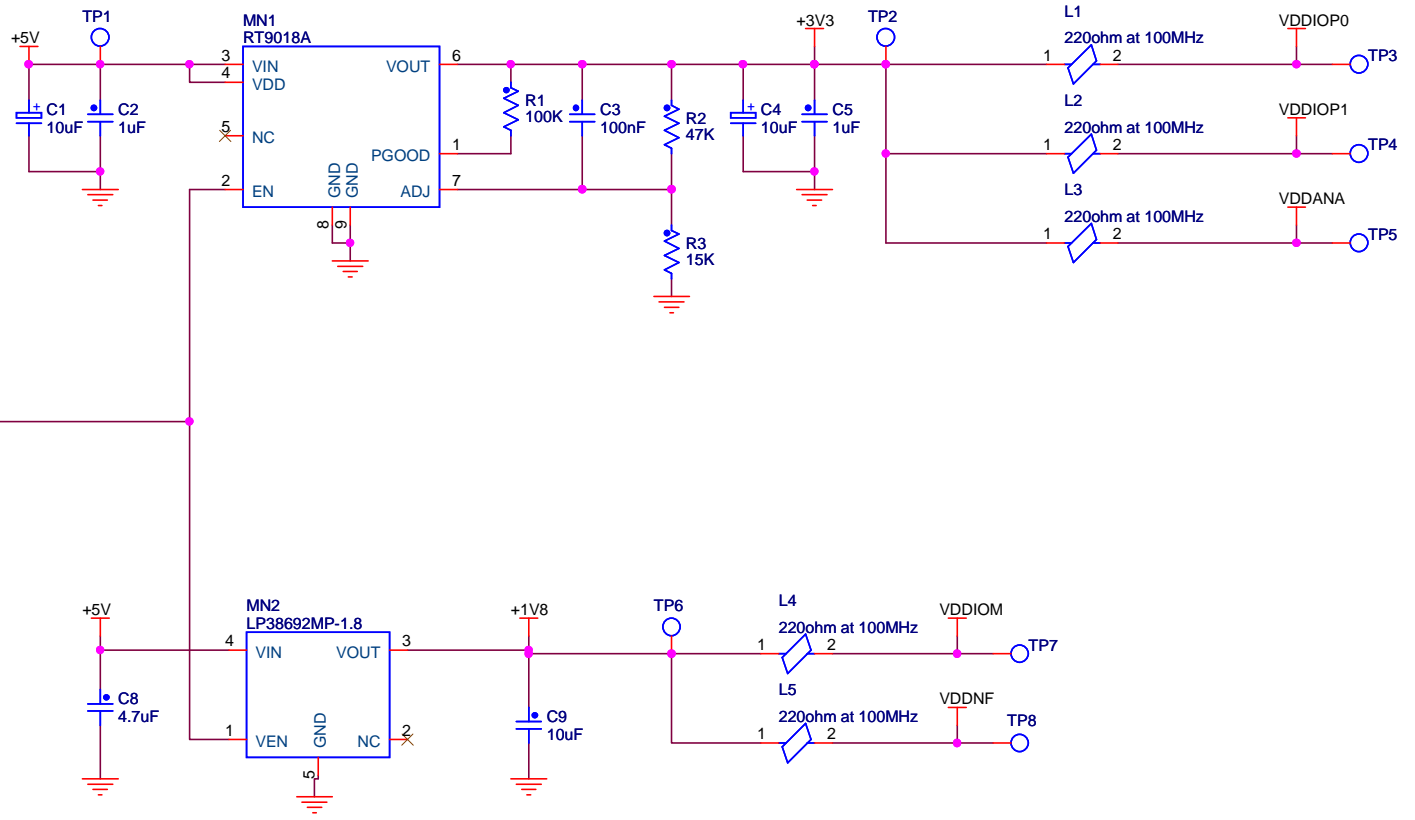 +5V
TP1
MN1
RT9018A
3
VIN
4
VDD
5
NC
2
EN
GND
GND
8
9
VOUT
6
PGOOD
1
ADJ
7
C1
10uF
C2
1uF
R1
100K
C3
100nF
R2
47K
R3
15K
C4
10uF
+3V3
C5
1uF
TP2
L1
220ohm at 100MHz
1
2
VDDIOP0
TP3
L2
220ohm at 100MHz
1
2
VDDIOP1
TP4
L3
220ohm at 100MHz
1
2
VDDANA
TP5
+5V
C8
4.7uF
MN2
LP38692MP-1.8
4
VIN
VOUT
3
1
VEN
GND
5
NC
2
+1V8
C9
10uF
TP6
L4
220ohm at 100MHz
1
2
VDDIOM
TP7
L5
220ohm at 100MHz
1
2
VDDNF
TP8